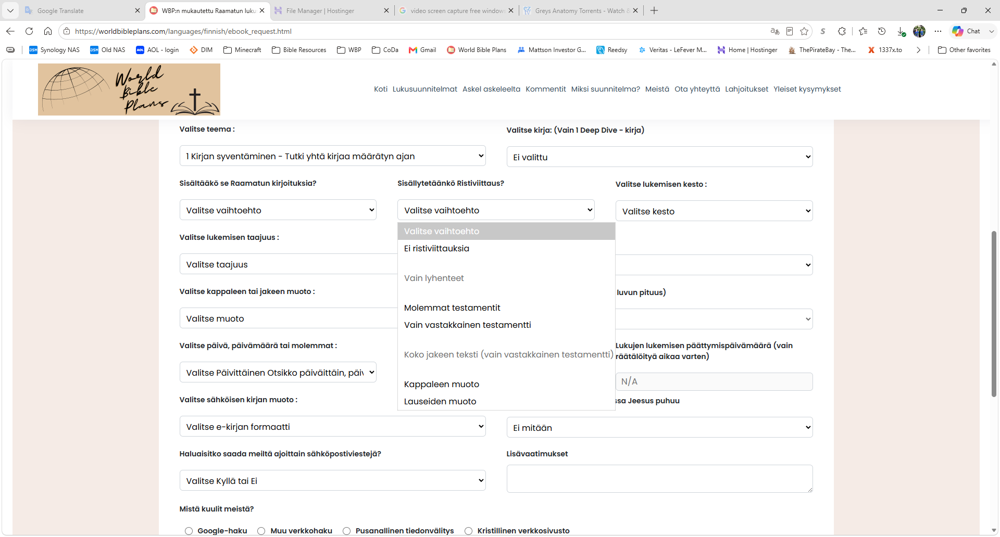 Google Translate
WBP:n mukautettu Raamatun luku
File Manager | Hostinger
video screen capture free windows
Greys Anatomy Torrents - Watch
https://worldbibleplans.com/languages/finnish/ebook_request.html
Chat
Synology NAS
Old NAS
AOL - login
DIM
Minecraft
Bible Resources
WBP
CoDa
Gmail
World Bible Plans
Mattson Investor G...
Reedsy
Veritas - LeFever M...
Home | Hostinger
ThePirateBay - The...
1337x.to
Other favorites
World
Bible
Plans
Koti Lukusuunnitelmat Askel askeleelta Kommentit Miksi suunnitelma? Meistä Ota yhteyttä Lahjoitukset Yleiset kysymykset
Valitse teema :
Valitse kirja: (Vain 1 Deep Dive - kirja)
1 Kirjan syventäminen - Tutki yhtä kirjaa määrätyn ajan
Ei valittu
Sisältääkö se Raamatun kirjoituksia?
Sisällytetäänkö Ristiviittaus?
Valitse lukemisen kesto :
Valitse vaihtoehto
Valitse vaihtoehto
Valitse kesto
Valitse vaihtoehto
Ei ristiviittauksia
Vain lyhenteet
Molemmat testamentit
Vain vastakkainen testamentti
Koko jakeen teksti (vain vastakkainen testamentti)
Kappaleen muoto
Lauseiden muoto
Valitse lukemisen taajuus :
Valitse taajuus
Valitse kappaleen tai jakeen muoto :
luvun pituus)
Valitse muoto
Valitse päivä, päivämäärä tai molemmat :
Lukujen lukemisen päättymispäivämäärä (vain
räätälöityä aikaa varten)
Valitse Päivittäinen Otsikko päiväittäin, päiv
N/A
Valitse sähköisen kirjan muoto :
ssa Jeesus puhuu
Valitse e-kirjan formaatti
Ei mitään
Haluaisitko saada meiltä ajoittain sähköpostiviestejä?
Lisävaatimukset
Valitse Kyllä tai Ei
Mistä kuulit meistä?
Google-haku
Muu verkkohaku
Pusanallinen tiedonvälitys
Kristillinen verkkosivusto